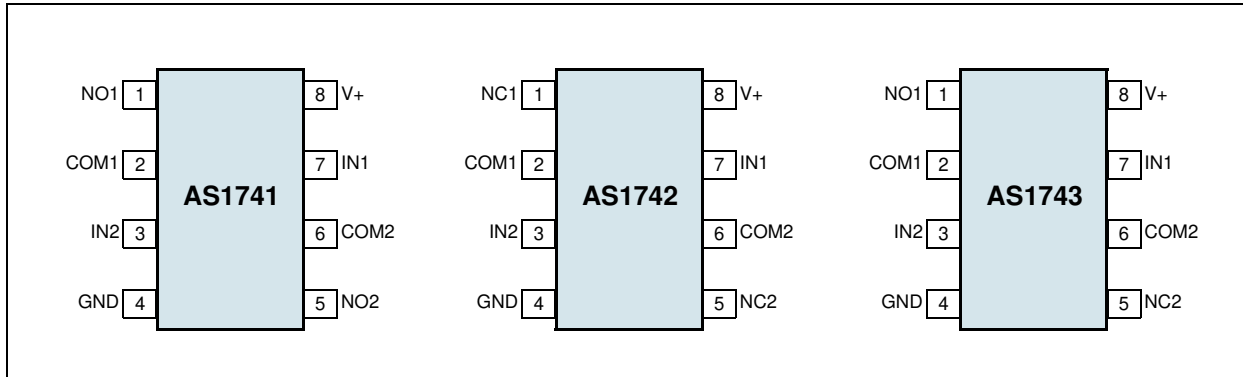 NO1 1 8 V+
COM1 2 7 IN1
AS1741
IN2 3 6 COM2
GND 4 5 NO2
NC1 1 8 V+
COM1 2 7 IN1
AS1742
IN2 3 6 COM2
GND 4 5 NC2
NO1 1 8 V+
COM1 2 7 IN1
AS1743
IN2 3 6 COM2
GND 4 5 NC2